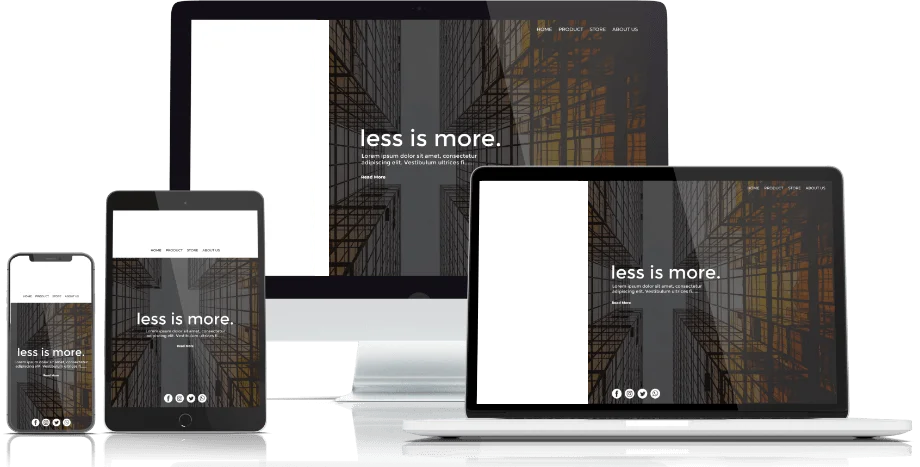 HOME PRODUCT STORE ABOUT US
less is more.
Lorem ipsum dolor sit amet, consectetur
adipiscing elit. Vestibulum ultrices fi....
Read More
HOME PRODUCT STORE ABOUT US
less is more.
Lorem ipsum dolor sit amet, consectetur
adipiscing elit. Vestibulum ultrices fi....
Read More
HOME PRODUCT STORE ABOUT US
less is more.
Lorem ipsum dolor sit amet, consectetur
adipiscing elit. Vestibulum ultrices fi....
Read More
HOME PRODUCT STORE ABOUT US
less is more.
Lorem ipsum dolor sit amet, consectetur
adipiscing elit. Vestibulum ultrices fi....
Read More